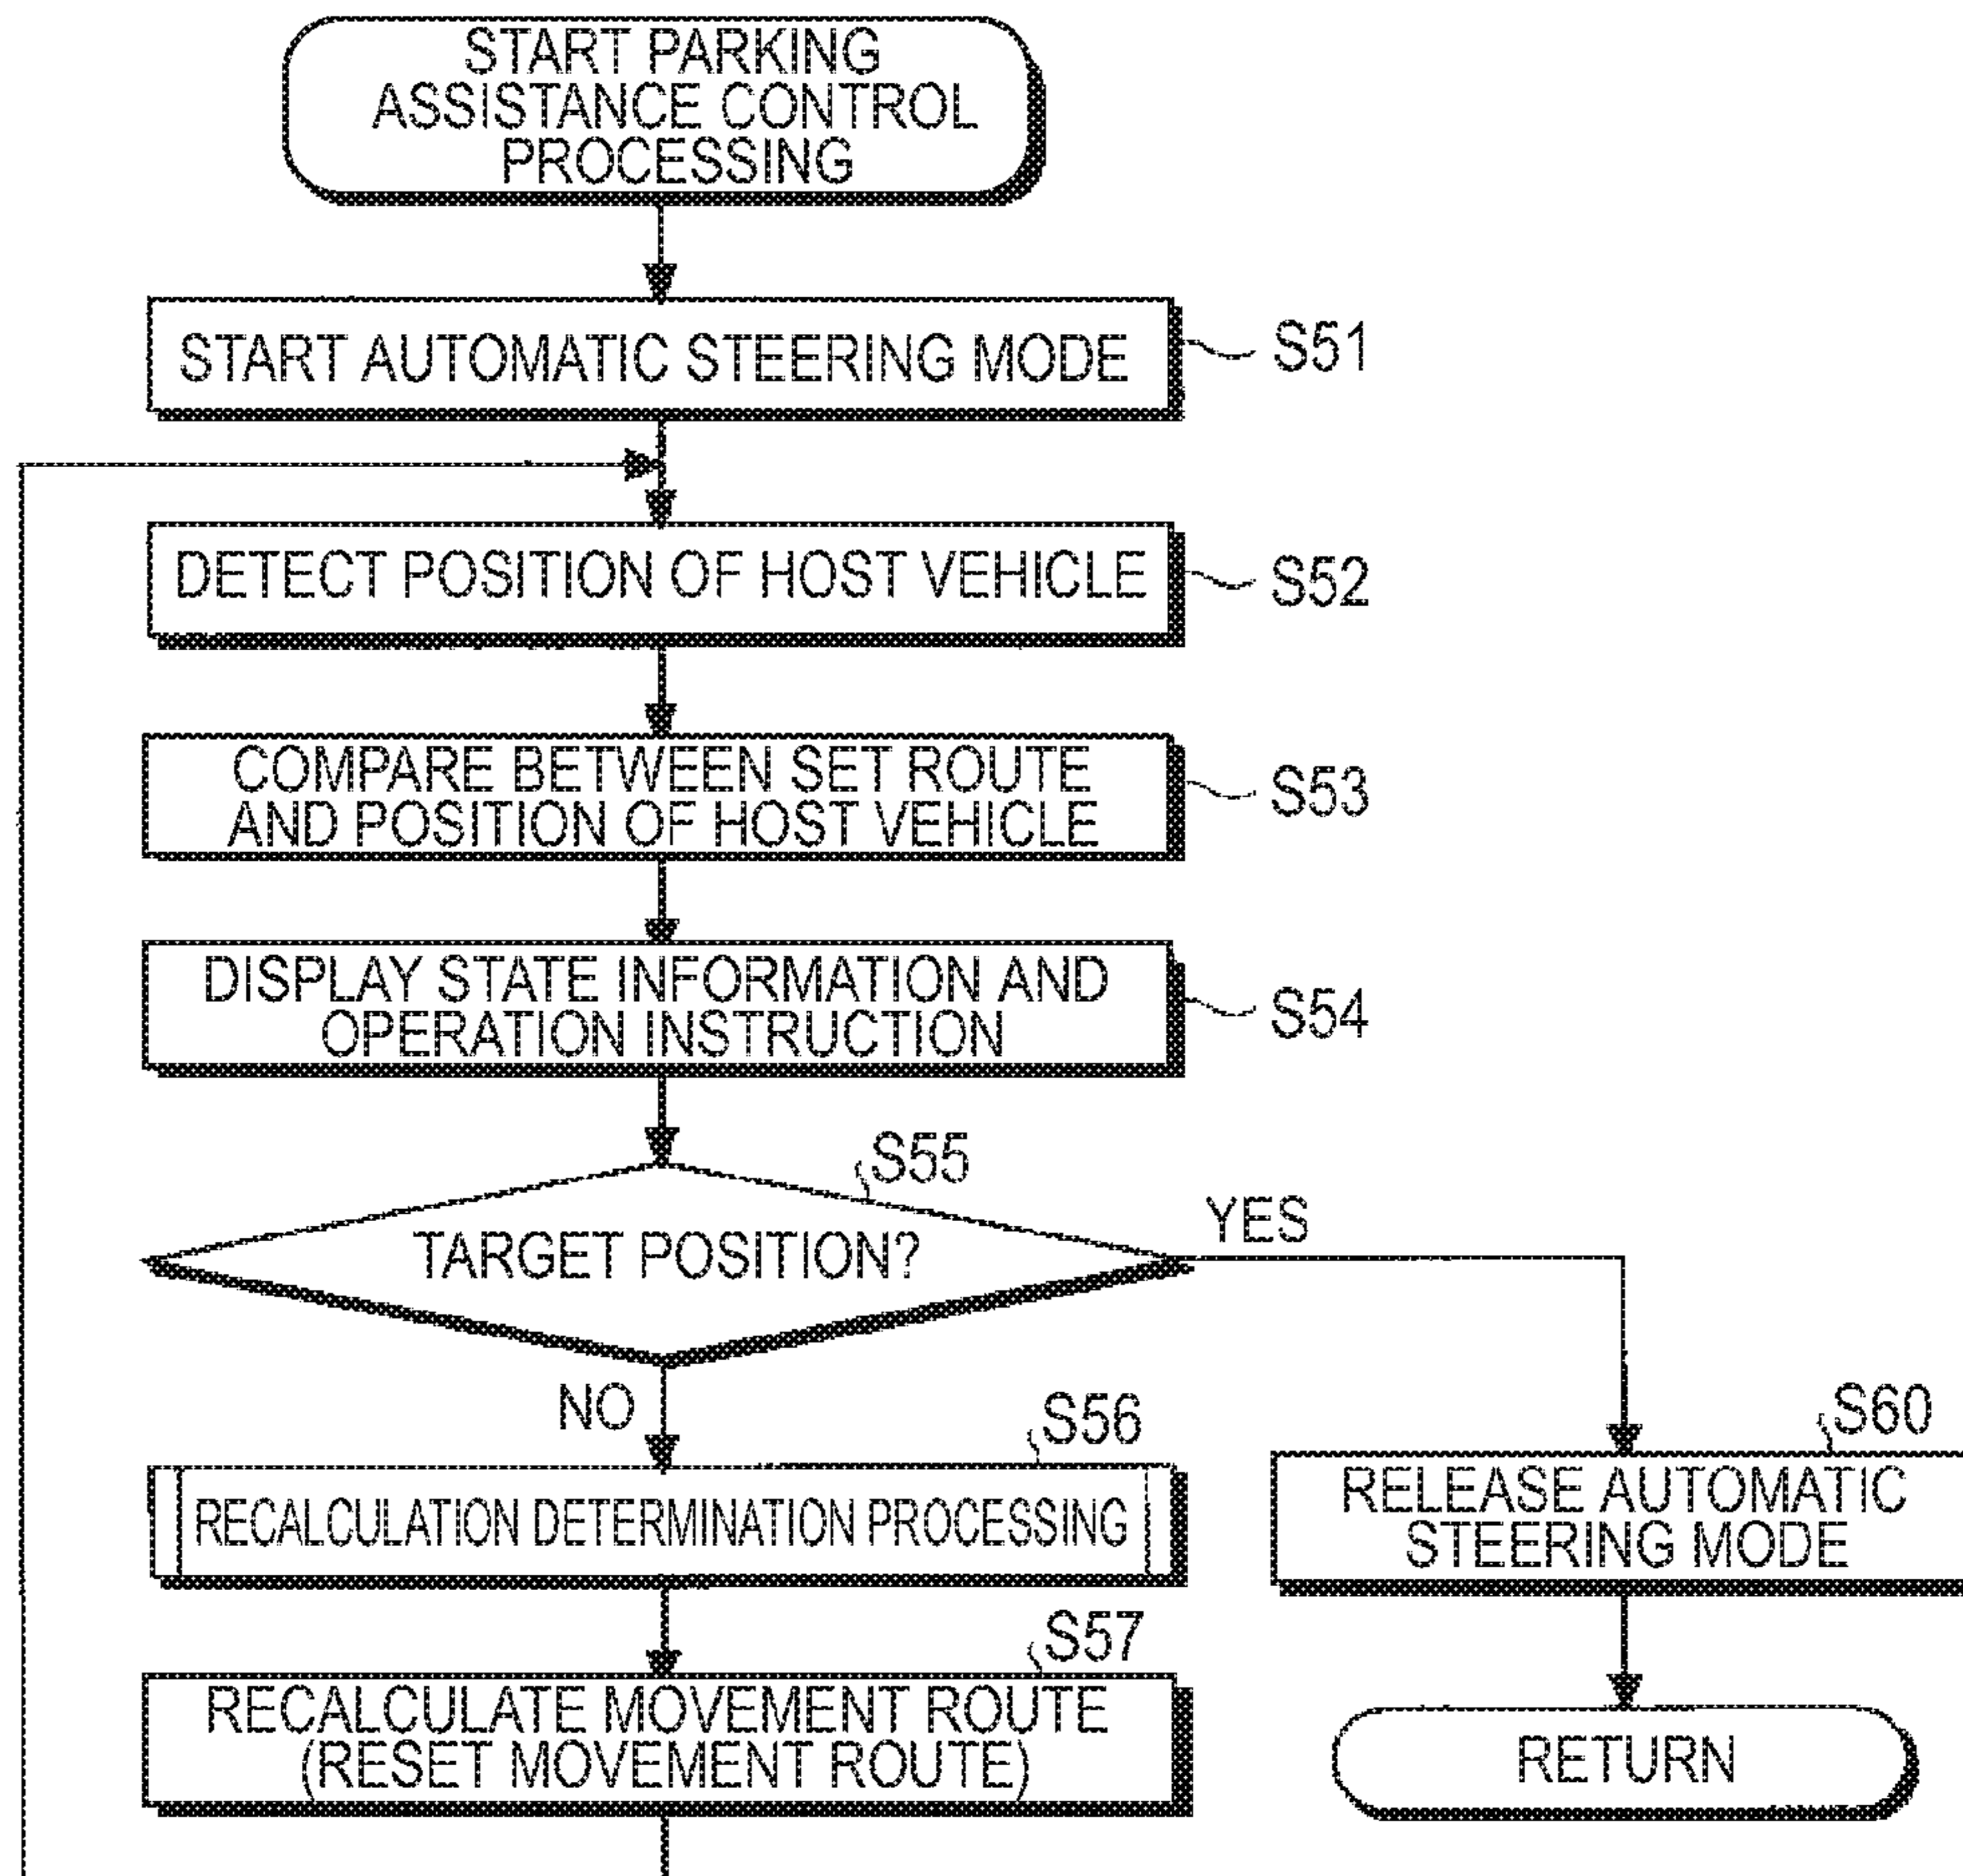 START PARKING
ASSISTANCE CONTROL
PROCESSING
START AUTOMATIC STEERING MODE
S51
DETECT POSITION OF HOST VEHICLE
S52
COMPARE BETWEEN SET ROUTE
AND POSITION OF HOST VEHICLE
S53
DISPLAY STATE INFORMATION AND
OPERATION INSTRUCTION
S54
S55
TARGET POSITION?
YES
NO
S56
RECALCULATION DETERMINATION PROCESSING
S60
RELEASE AUTOMATIC
STEERING MODE
S57
RECALCULATE MOVEMENT ROUTE
(RESET MOVEMENT ROUTE)
RETURN